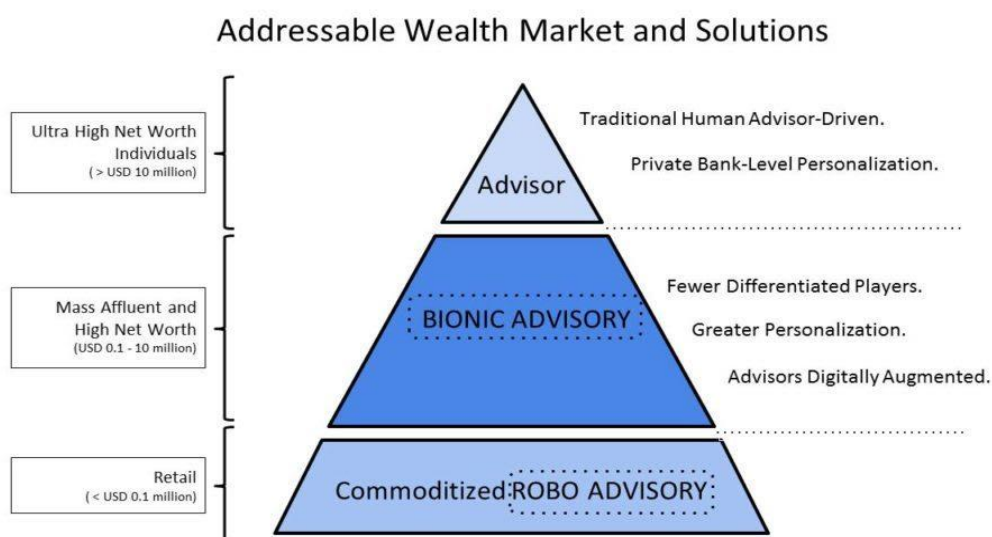 Addressable Wealth Market and Solutions
Ultra High Net Worth
Individuals
( > USD 10 million)
Advisor
Traditional Human Advisor-Driven.
Private Bank-Level Personalization.
Mass Affluent and
High Net Worth
(USD 0.1 - 10 million)
BIONIC ADVISORY
Fewer Differentiated Players.
Greater Personalization.
Advisors Digitally Augmented.
Retail
( < USD 0.1 million)
Commoditized ROBO ADVISORY